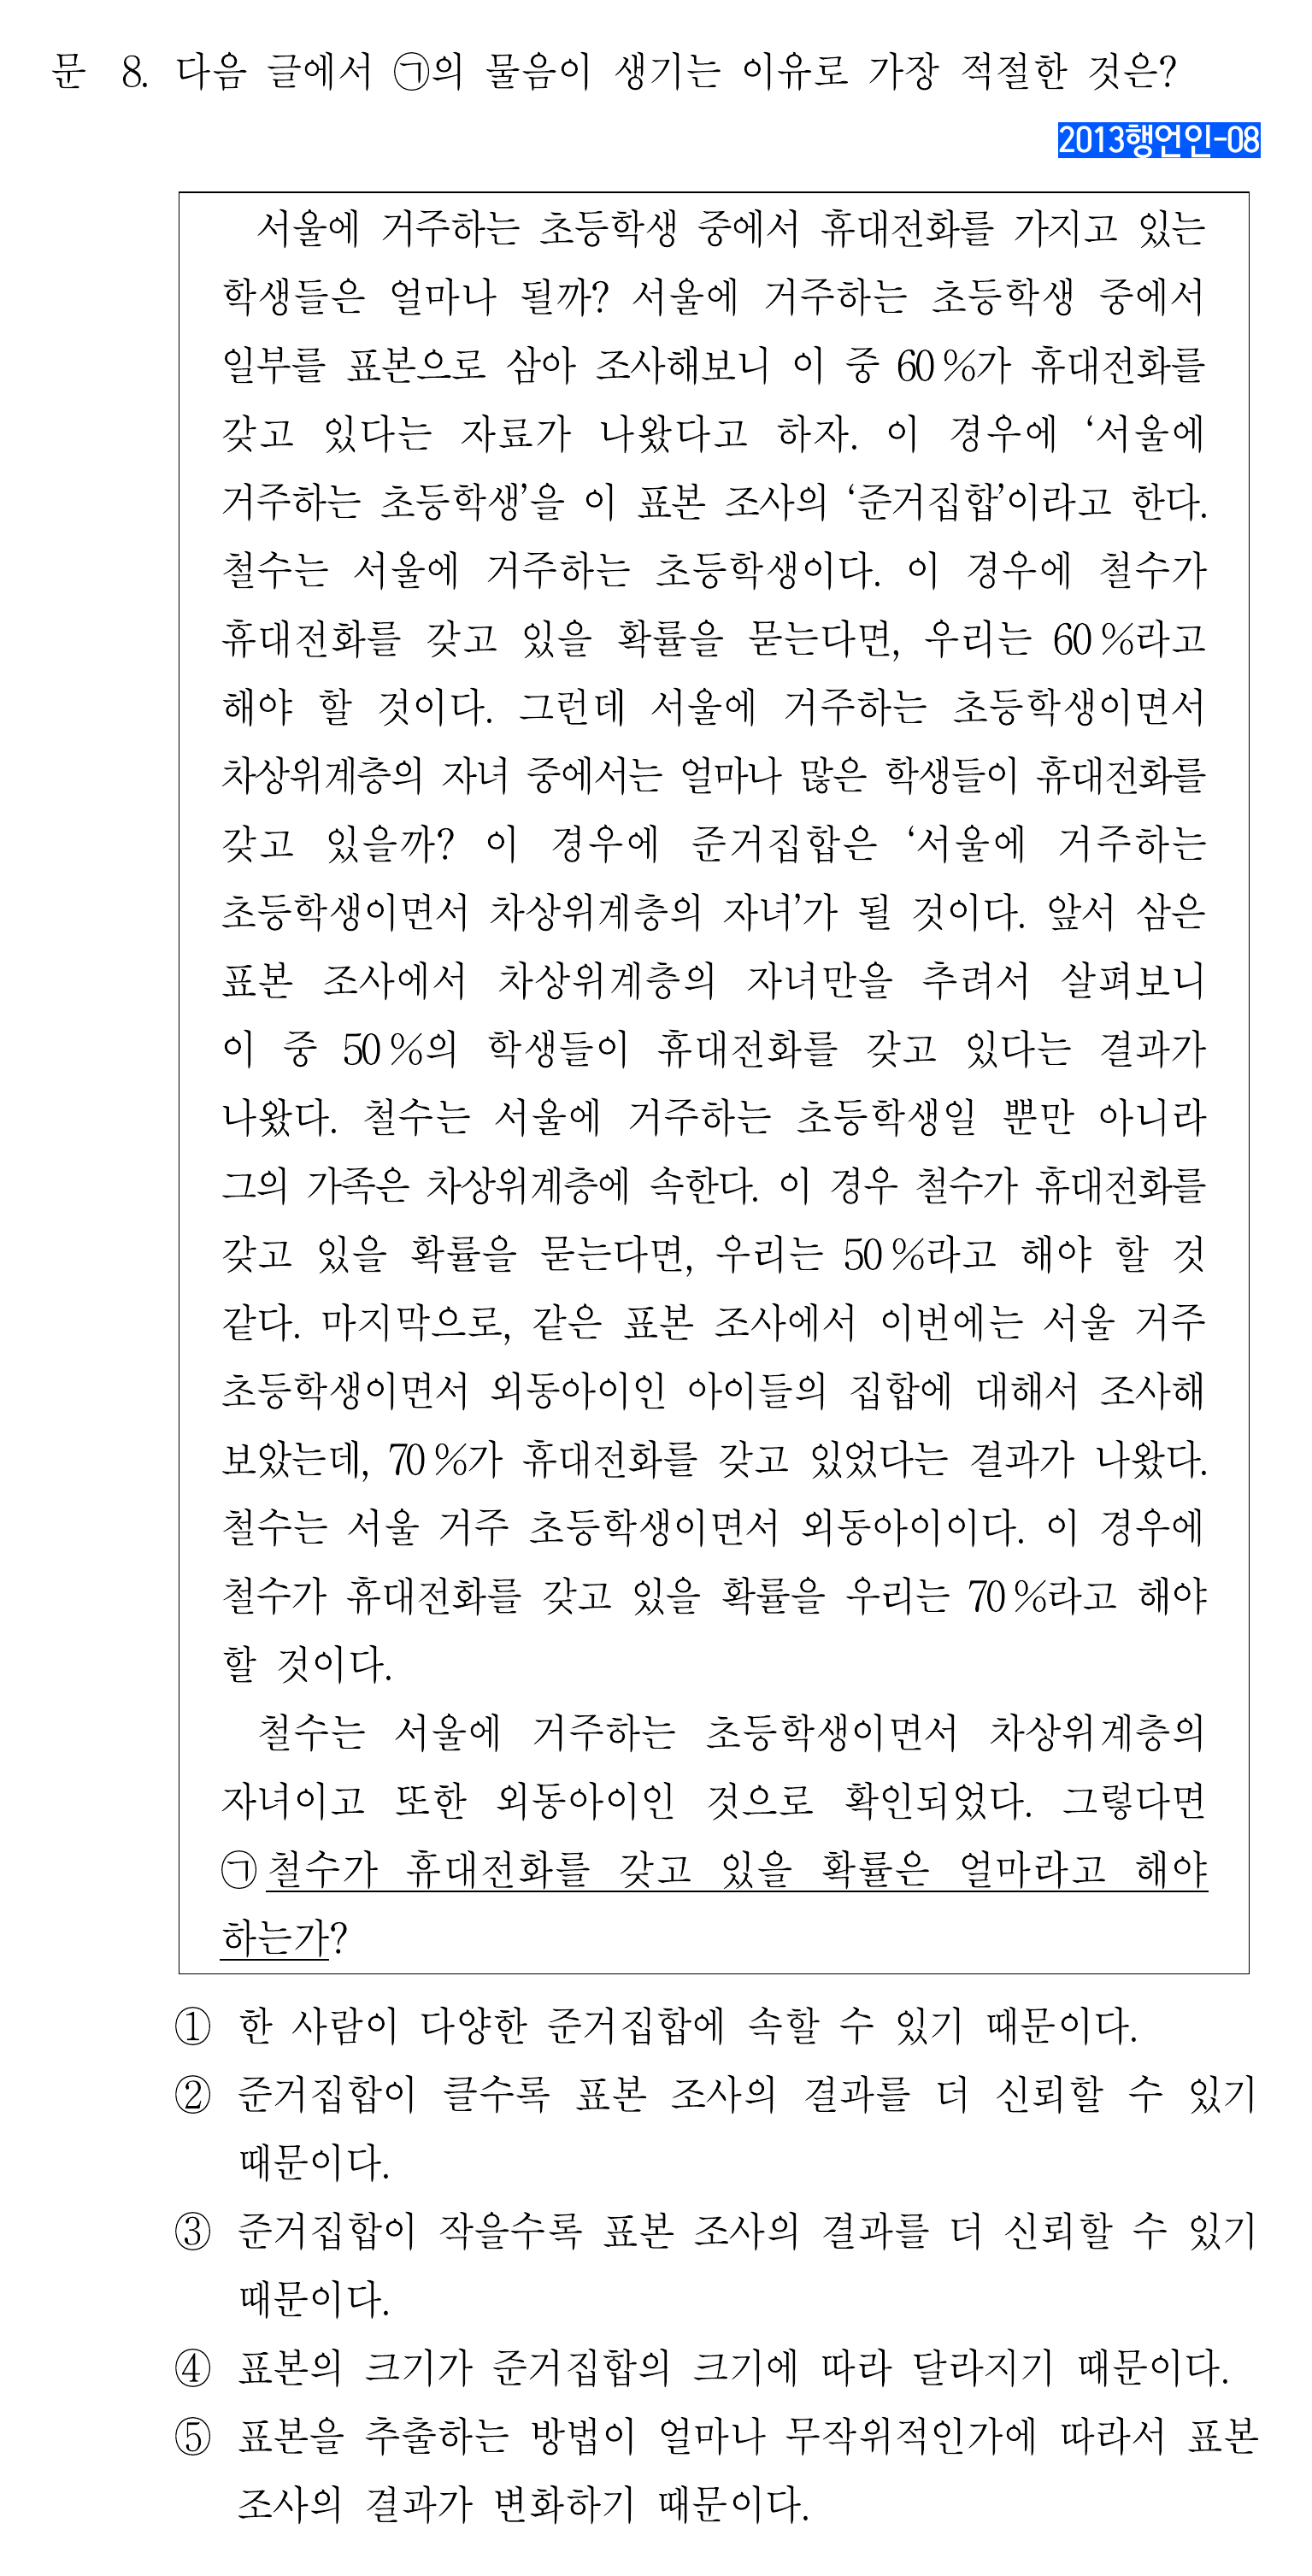 문 8. 다음 글에서 ㉠의 물음이 생기는 이유로 가장 적절한 것은?
2013행언인-08
서울에 거주하는 초등학생 중에서 휴대전화를 가지고 있는
학생들은 얼마나 될까? 서울에 거주하는 초등학생 중에서
일부를 표본으로 삼아 조사해보니 이 중 60%가 휴대전화를
갖고 있다는 자료가 나왔다고 하자. 이 경우에 ‘서울에
거주하는 초등학생’을 이 표본 조사의 ‘준거집합’이라고 한다.
철수는 서울에 거주하는 초등학생이다. 이 경우에 철수가
휴대전화를 갖고 있을 확률을 묻는다면, 우리는 60%라고
해야 할 것이다. 그런데 서울에 거주하는 초등학생이면서
차상위계층의 자녀 중에서는 얼마나 많은 학생들이 휴대전화를
갖고 있을까? 이 경우에 준거집합은 ‘서울에 거주하는
초등학생이면서 차상위계층의 자녀’가 될 것이다. 앞서 삼은
표본 조사에서 차상위계층의 자녀만을 추려서 살펴보니
이 중 50%의 학생들이 휴대전화를 갖고 있다는 결과가
나왔다. 철수는 서울에 거주하는 초등학생일 뿐만 아니라
그의 가족은 차상위계층에 속한다. 이 경우 철수가 휴대전화를
갖고 있을 확률을 묻는다면, 우리는 50%라고 해야 할 것
같다. 마지막으로, 같은 표본 조사에서 이번에는 서울 거주
초등학생이면서 외동아이인 아이들의 집합에 대해서 조사해
보았는데, 70%가 휴대전화를 갖고 있었다는 결과가 나왔다.
철수는 서울 거주 초등학생이면서 외동아이이다. 이 경우에
철수가 휴대전화를 갖고 있을 확률을 우리는 70%라고 해야
할 것이다.
철수는 서울에 거주하는 초등학생이면서 차상위계층의
자녀이고 또한 외동아이인 것으로 확인되었다. 그렇다면
㉠철수가 휴대전화를 갖고 있을 확률은 얼마라고 해야
하는가?
① 한 사람이 다양한 준거집합에 속할 수 있기 때문이다.
② 준거집합이 클수록 표본 조사의 결과를 더 신뢰할 수 있기
때문이다.
③ 준거집합이 작을수록 표본 조사의 결과를 더 신뢰할 수 있기
때문이다.
④ 표본의 크기가 준거집합의 크기에 따라 달라지기 때문이다.
⑤ 표본을 추출하는 방법이 얼마나 무작위적인가에 따라서 표본
조사의 결과가 변화하기 때문이다.